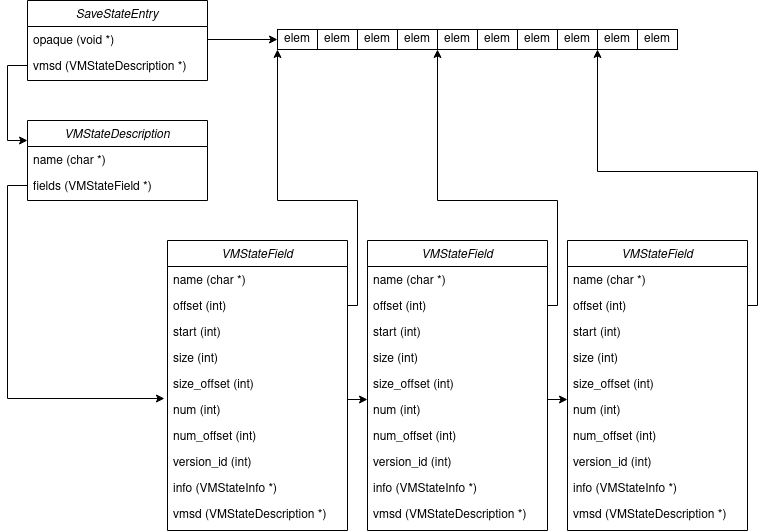 SaveStateEntry
opaque (void *)
vmsd (VMStateDescription *)
elem elem elem elem elem elem elem elem elem elem
VMStateDescription
name (char *)
fields (VMStateField *)
VMStateField
name (char *)
offset (int)
start (int)
size (int)
size_offset (int)
num (int)
num_offset (int)
version_id (int)
info (VMStateInfo *)
vmsd (VMStateDescription *)
VMStateField
name (char *)
offset (int)
start (int)
size (int)
size_offset (int)
num (int)
num_offset (int)
version_id (int)
info (VMStateInfo *)
vmsd (VMStateDescription *)
VMStateField
name (char *)
offset (int)
start (int)
size (int)
size_offset (int)
num (int)
num_offset (int)
version_id (int)
info (VMStateInfo *)
vmsd (VMStateDescription *)